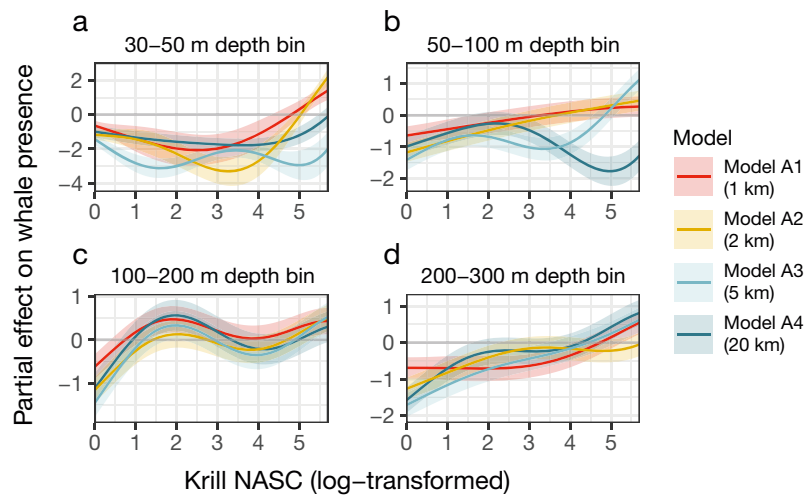 a
30–50 m depth bin
2
0
−2
−4
0 1 2 3 4 5
b
50–100 m depth bin
1
0
−1
−2
0 1 2 3 4 5
c
100–200 m depth bin
1
0
−1
0 1 2 3 4 5
d
200–300 m depth bin
1
0
−1
−2
0 1 2 3 4 5
Partial effect on whale presence
Krill NASC (log−transformed)
Model
Model A1
(1 km)
Model A2
(2 km)
Model A3
(5 km)
Model A4
(20 km)